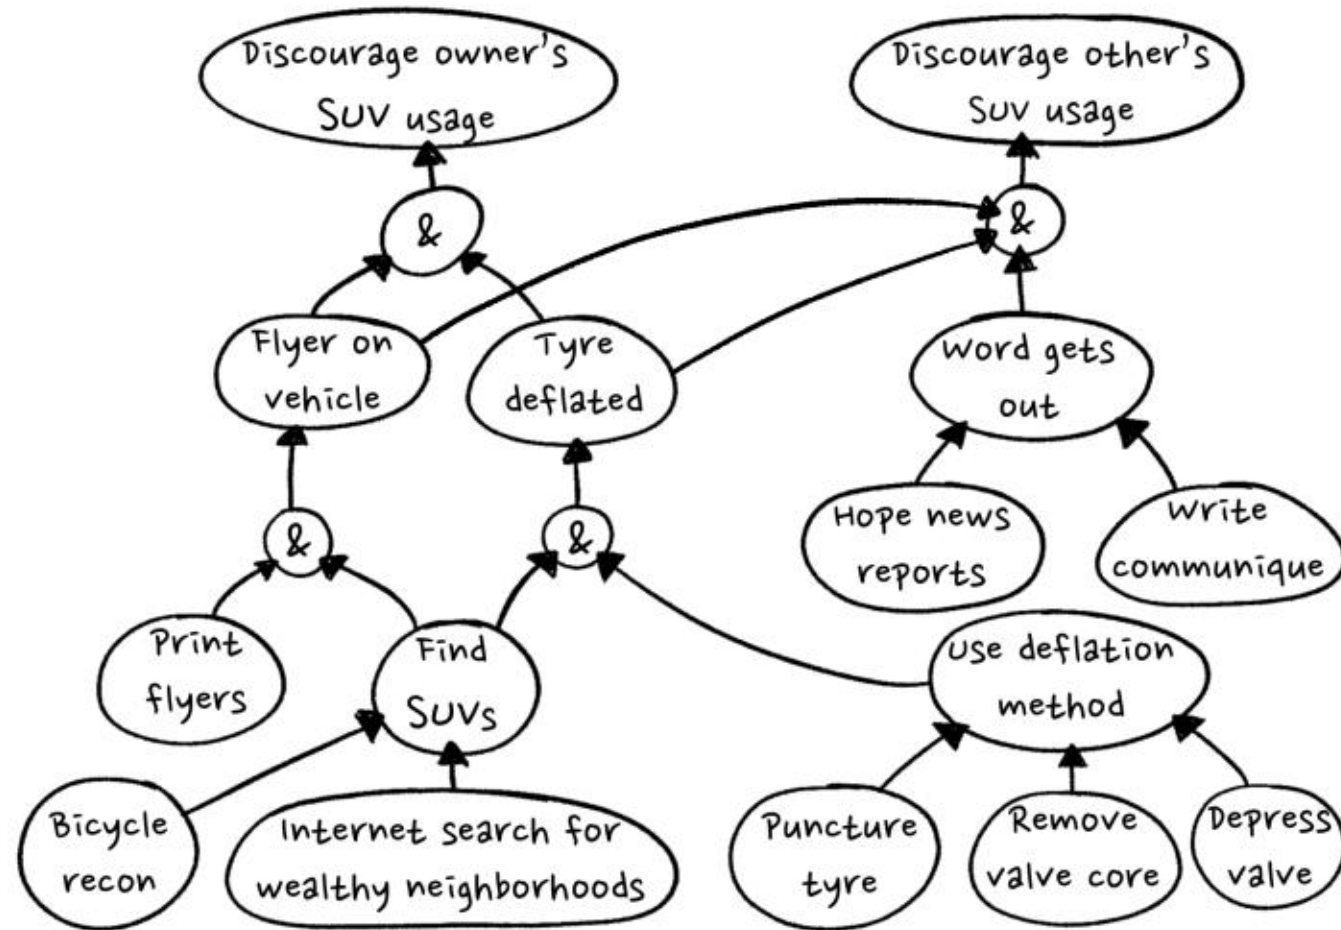 Discourage owner's
SUV usage
Discourage other's
SUV usage
&
&
Flyer on
vehicle
Tyre
deflated
Word gets
out
&
&
Hope news
reports
Write
communique
Print
flyers
Find
SUVs
Use deflation
method
Bicycle
recon
Internet search for
wealthy neighborhoods
Puncture
tyre
Remove
valve core
Depress
valve